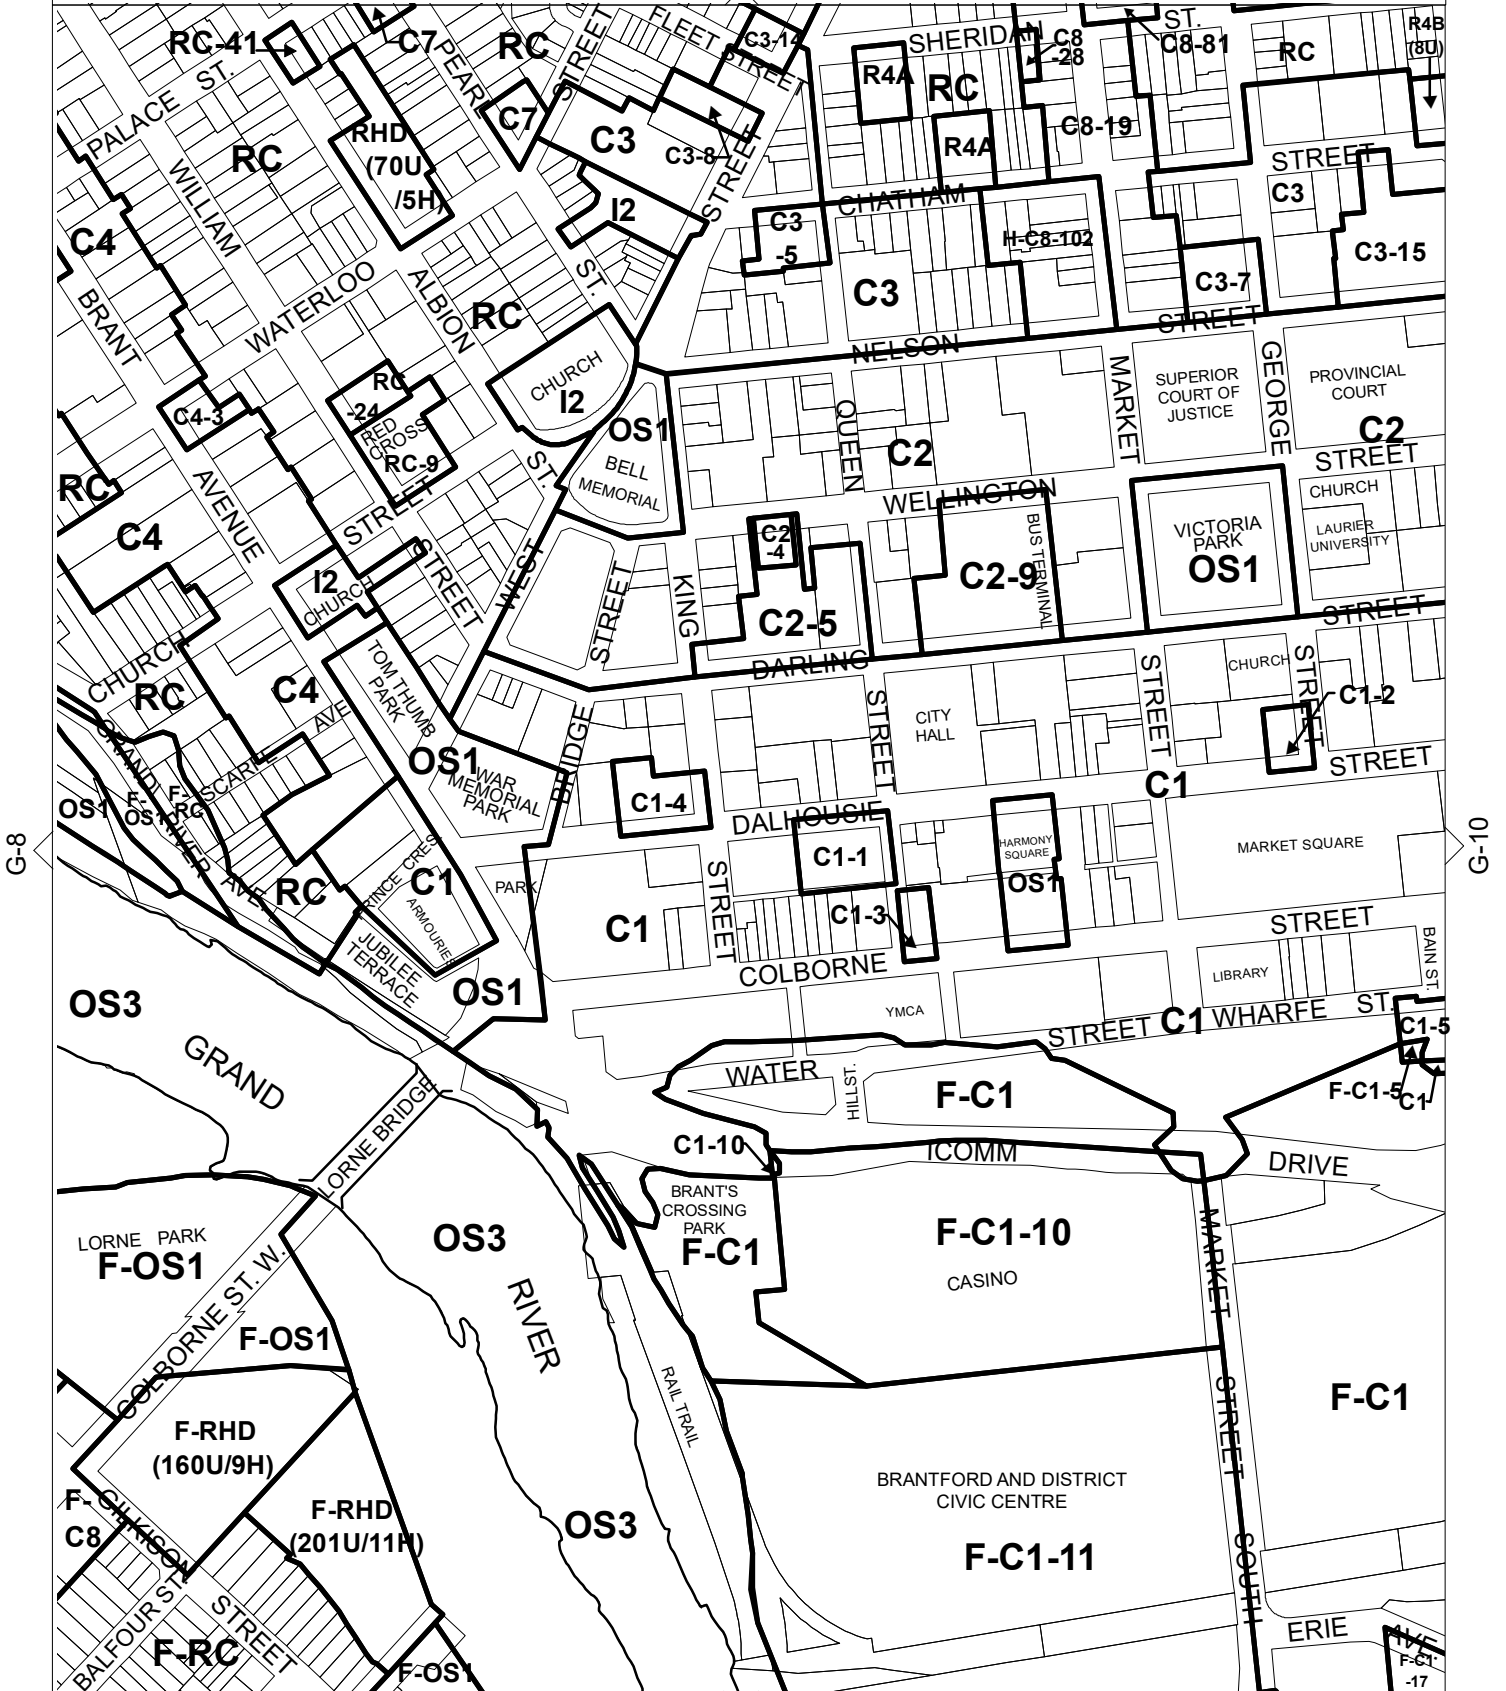 RC-41
C7
PEARL
RC
STREET
FLEET
STREET
C3-14
SHERIDAN
ST.
C8
-28
C8-81
R4B
(8U)
RC
PALACE ST.
R4A
RC
C7
C3
C3-8
R4A
C8-19
RHD
(70U
/5H)
RC
WILLIAM
STREET
STREET
CHATHAM
C3
I2
C4
C3
-5
H-C8-102
C3-15
C3-7
WATERLOO
ALBION
ST.
RC
C3
BRANT
STREET
NELSON
CHURCH
I2
MARKET
SUPERIOR
COURT OF
JUSTICE
GEORGE
PROVINCIAL
COURT
C2
STREET
C4-3
RC
-24
RED
CROSS
RC-9
OS1
BELL
MEMORIAL
QUEEN
C2
RC
AVENUE
STREET
ST.
WELLINGTON
CHURCH
C4
C2
-4
BUS TERMINAL
C2-9
VICTORIA
PARK
OS1
LAURIER
UNIVERSITY
I2
CHURCH
STREET
WEST
STREET
KING
C2-5
STREET
DARLING
CHURCH
RC
C4
TOM THUMB
PARK
STREET
CITY
HALL
STREET
CHURCH
STREET
C1-2
GRAND
RIVER
AVE.
SCARFE
AVE
OS1
WAR
MEMORIAL
PARK
BRIDGE
C1
STREET
OS1
F-
OS1
F-
RC
C1-4
DALHOUSIE
G-8
G-10
C1-1
HARMONY
SQUARE
OS1
MARKET SQUARE
RC
PRINCE CRES
C1
ARMOURIES
PARK
C1
STREET
C1-3
STREET
JUBILEE
TERRACE
OS1
COLBORNE
LIBRARY
BAIN ST.
OS3
YMCA
STREET
C1
WHARFE
ST.
C1-5
GRAND
WATER
HILLST.
F-C1
F-C1-5
C1
LORNE BRIDGE
C1-10
ICOMM
DRIVE
BRANT'S
CROSSING
PARK
F-C1
LORNE PARK
F-OS1
OS3
F-C1-10
CASINO
MARKET
COLBORNE ST. W.
RIVER
F-OS1
RAIL TRAIL
STREET
F-C1
F-RHD
(160U/9H)
BRANTFORD AND DISTRICT
CIVIC CENTRE
F-C1-11
F-
C8
GILKISON
STREET
F-RHD
(201U/11H)
OS3
SOUTH
BALFOUR ST.
F-RC
F-OS1
ERIE
AVE.
F-C1
-17